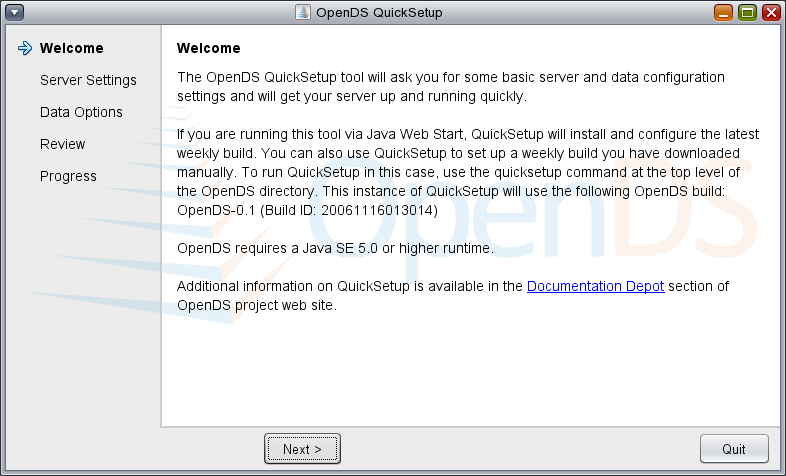 OpenDS QuickSetup
Welcome
Server Settings
Data Options
Review
Progress
Welcome
The OpenDS QuickSetup tool will ask you for some basic server and data configuration
settings and will get your server up and running quickly.
If you are running this tool via Java Web Start, QuickSetup will install and configure the latest
weekly build. You can also use QuickSetup to set up a weekly build you have downloaded
manually. To run QuickSetup in this case, use the quicksetup command at the top level of
the OpenDS directory. This instance of QuickSetup will use the following OpenDS build:
OpenDS-0.1 (Build ID: 20061116013014)
OpenDS requires a Java SE 5.0 or higher runtime.
Additional information on QuickSetup is available in the Documentation Depot section of
OpenDS project web site.
OpenDS
Next >
Quit